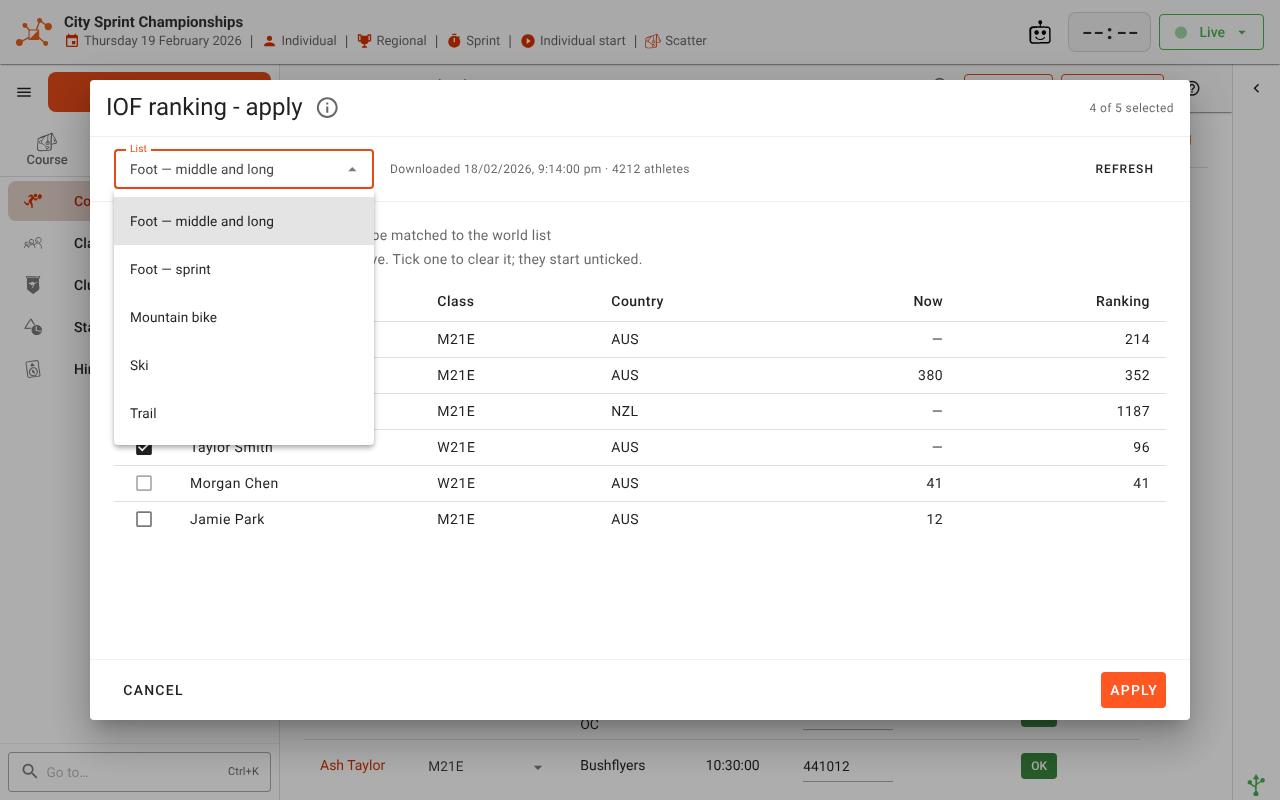 City Sprint Championships
Thursday 19 February 2026 | Individual | Regional | Sprint | Individual start | Scatter
--:--
Live
IOF ranking - apply
4 of 5 selected
Course
List
Foot — middle and long
Downloaded 18/02/2026, 9:14:00 pm · 4212 athletes
REFRESH
Foot — middle and long
Foot — sprint
Mountain bike
Ski
Trail
be matched to the world list
Tick one to clear it; they start unticked.
Class Country Now Ranking
M21E AUS — 214
M21E AUS 380 352
M21E NZL — 1187
Taylor Smith W21E AUS — 96
Morgan Chen W21E AUS 41 41
Jamie Park M21E AUS 12
CANCEL
APPLY
OC
Go to…
Ctrl+K
Ash Taylor M21E Bushflyers 10:30:00 441012 OK